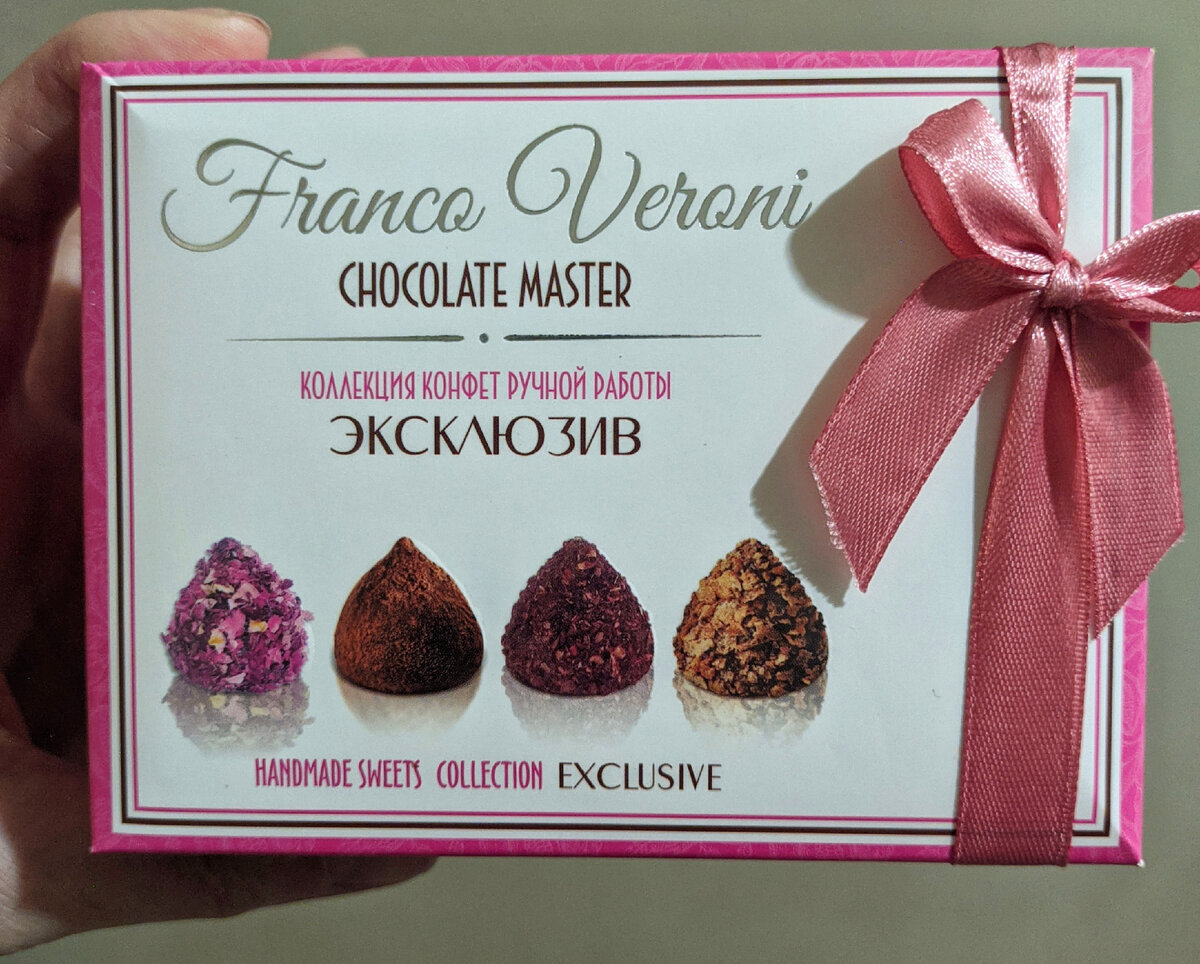 Franco Veroni
CHOCOLATE MASTER
КОЛЛЕКЦИЯ КОНФЕТ РУЧНОЙ РАБОТЫ
ЭКСКЛЮЗИВ
HANDMADE SWEETS COLLECTION EXCLUSIVE